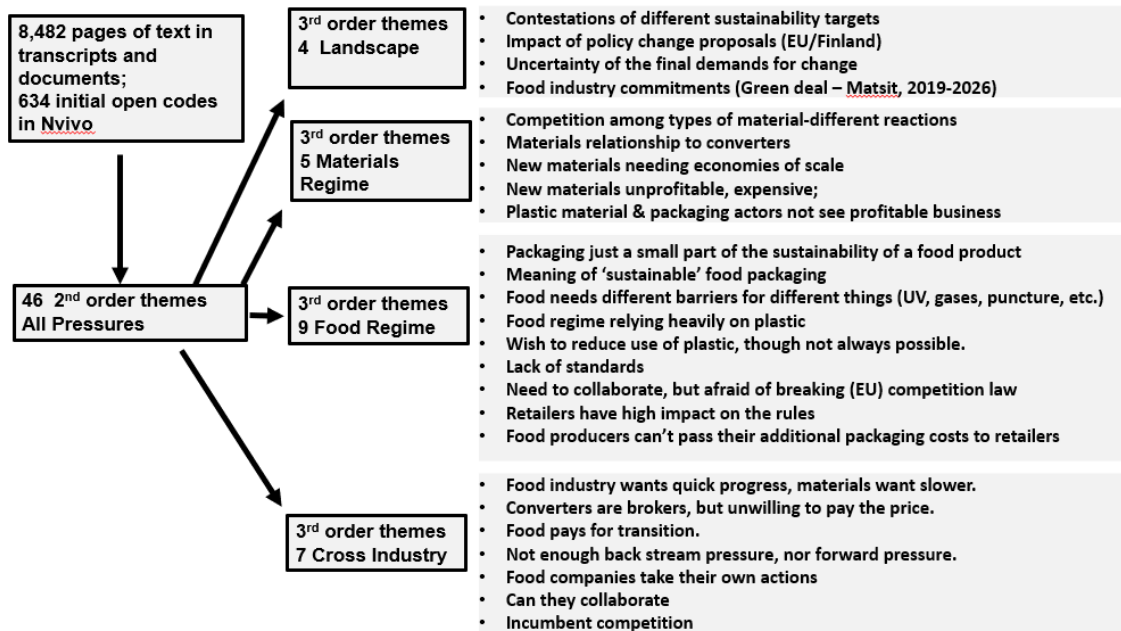 8,482 pages of text in
transcripts and
documents;
634 initial open codes
in Nvivo
46 2nd order themes
All Pressures
3rd order themes
4 Landscape
• Contestations of different sustainability targets
• Impact of policy change proposals (EU/Finland)
• Uncertainty of the final demands for change
• Food industry commitments (Green deal – Matsit, 2019-2026)
3rd order themes
5 Materials
Regime
• Competition among types of material-different reactions
• Materials relationship to converters
• New materials needing economies of scale
• New materials unprofitable, expensive;
• Plastic material & packaging actors not see profitable business
3rd order themes
9 Food Regime
• Packaging just a small part of the sustainability of a food product
• Meaning of ‘sustainable’ food packaging
• Food needs different barriers for different things (UV, gases, puncture, etc.)
• Food regime relying heavily on plastic
• Wish to reduce use of plastic, though not always possible.
• Lack of standards
• Need to collaborate, but afraid of breaking (EU) competition law
• Retailers have high impact on the rules
• Food producers can’t pass their additional packaging costs to retailers
3rd order themes
7 Cross Industry
• Food industry wants quick progress, materials want slower.
• Converters are brokers, but unwilling to pay the price.
• Food pays for transition.
• Not enough back stream pressure, nor forward pressure.
• Food companies take their own actions
• Can they collaborate
• Incumbent competition